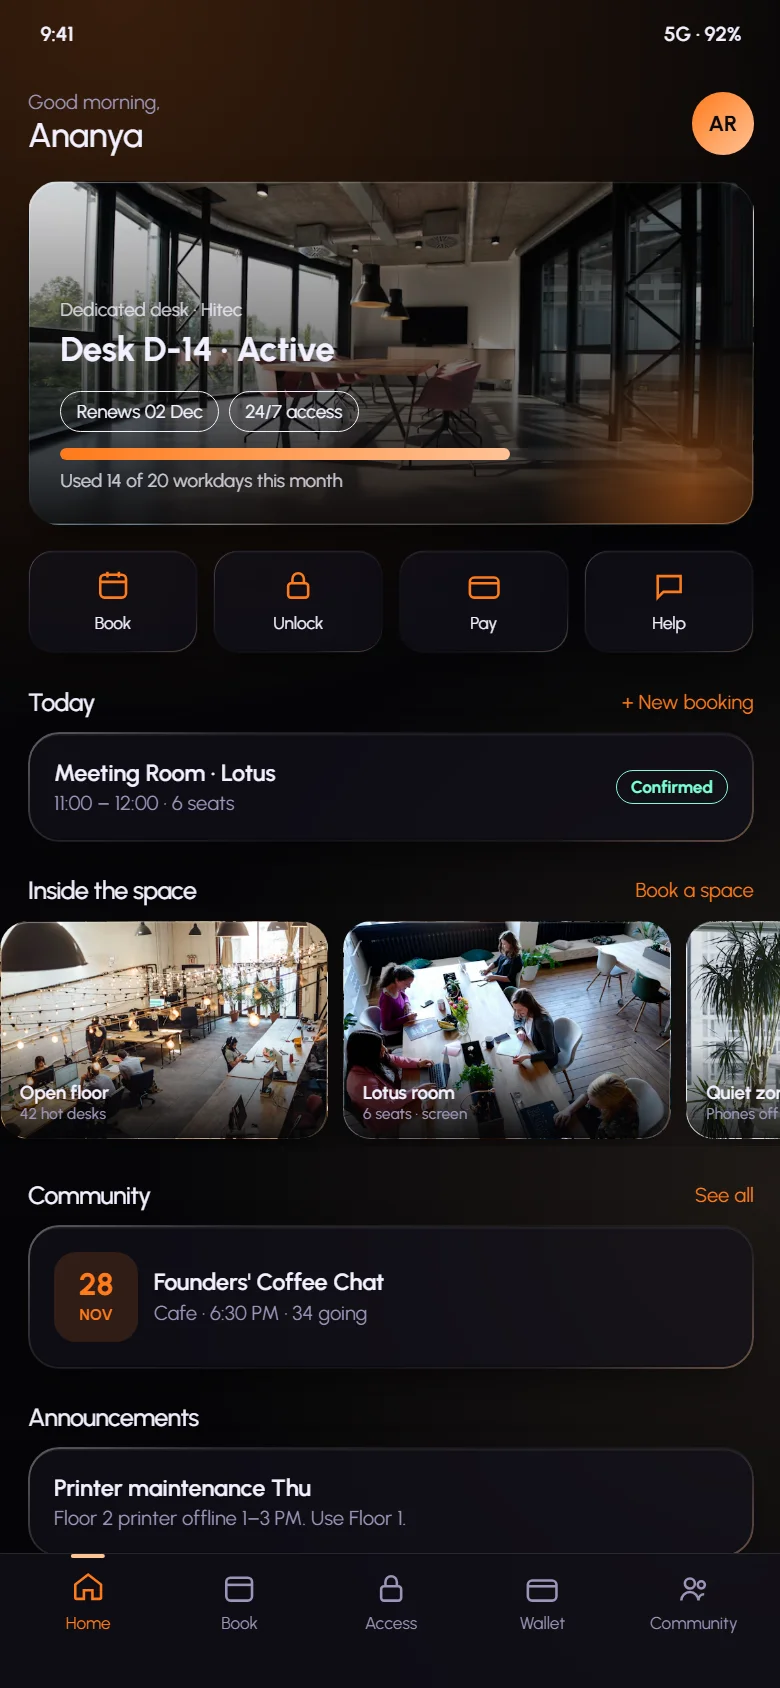 9:41
5G · 92%
Good morning,
Ananya
AR
Dedicated desk · Hitec
Desk D-14 · Active
Renews 02 Dec
24/7 access
Used 14 of 20 workdays this month
Book
Unlock
Pay
Help
Today
+ New booking
Meeting Room · Lotus
11:00 – 12:00 · 6 seats
Confirmed
Inside the space
Book a space
Open floor
42 hot desks
Lotus room
6 seats · screen
Quiet
Phones off
Community
See all
28
NOV
Founders' Coffee Chat
Cafe · 6:30 PM · 34 going
Announcements
Printer maintenance Thu
Floor 2 printer offline 1–3 PM. Use Floor 1.
Home
Book
Access
Wallet
Community